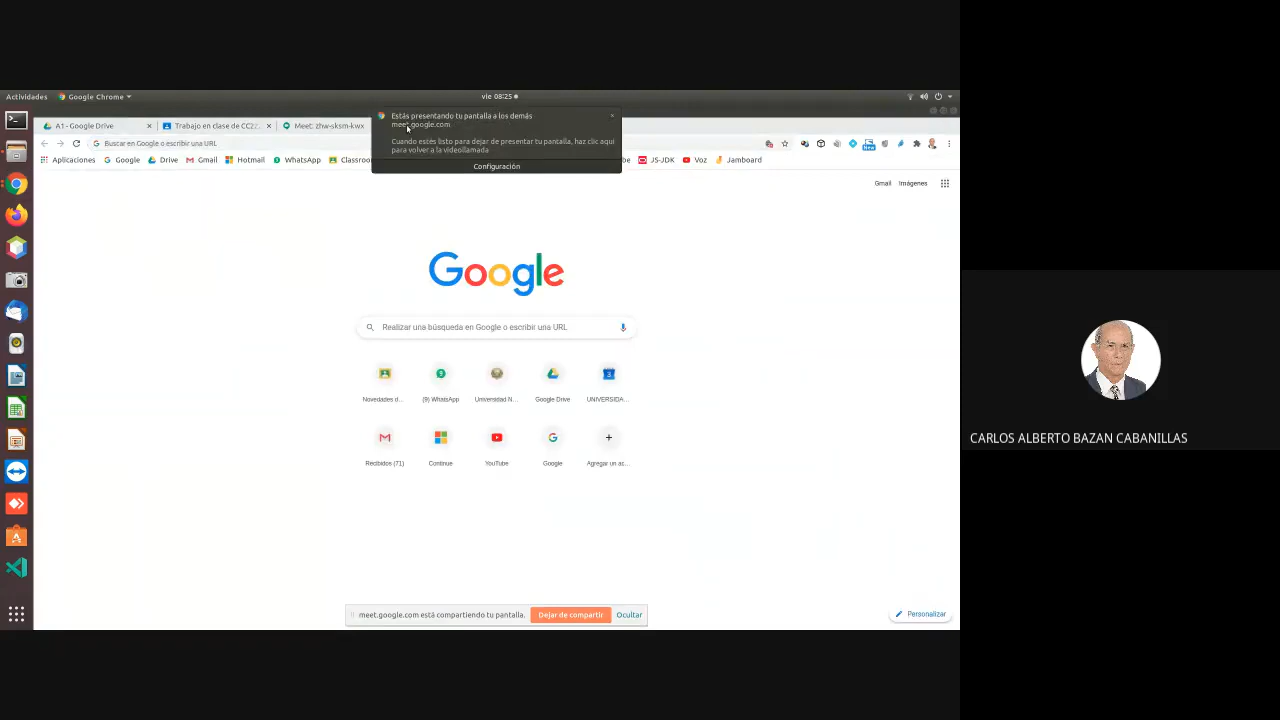 Actividades
Google Chrome
vie 08:25
A1 - Google Drive
Trabajo en clase de CC2
Meet: zhw-sksm-kwx
Estás presentando tu pantalla a los demás
meet.google.com
Cuando estés listo para dejar de presentar tu pantalla, haz clic aquí
para volver a la videollamada
Configuración
Buscar en Google o escribir una URL
New
Aplicaciones
Google
Drive
Gmail
Hotmail
WhatsApp
Classroo
be
JS-JDK
Voz
Jamboard
Gmail
Imágenes
Google
Realizar una búsqueda en Google o escribir una URL
Novedades d...
(9) WhatsApp
Universidad N...
Google Drive
UNIVERSIDA...
Recibidos (71)
Continue
YouTube
Google
Agregar un ac...
CARLOS ALBERTO BAZAN CABANILLAS
meet.google.com está compartiendo tu pantalla.
Dejar de compartir
Ocultar
Personalizar